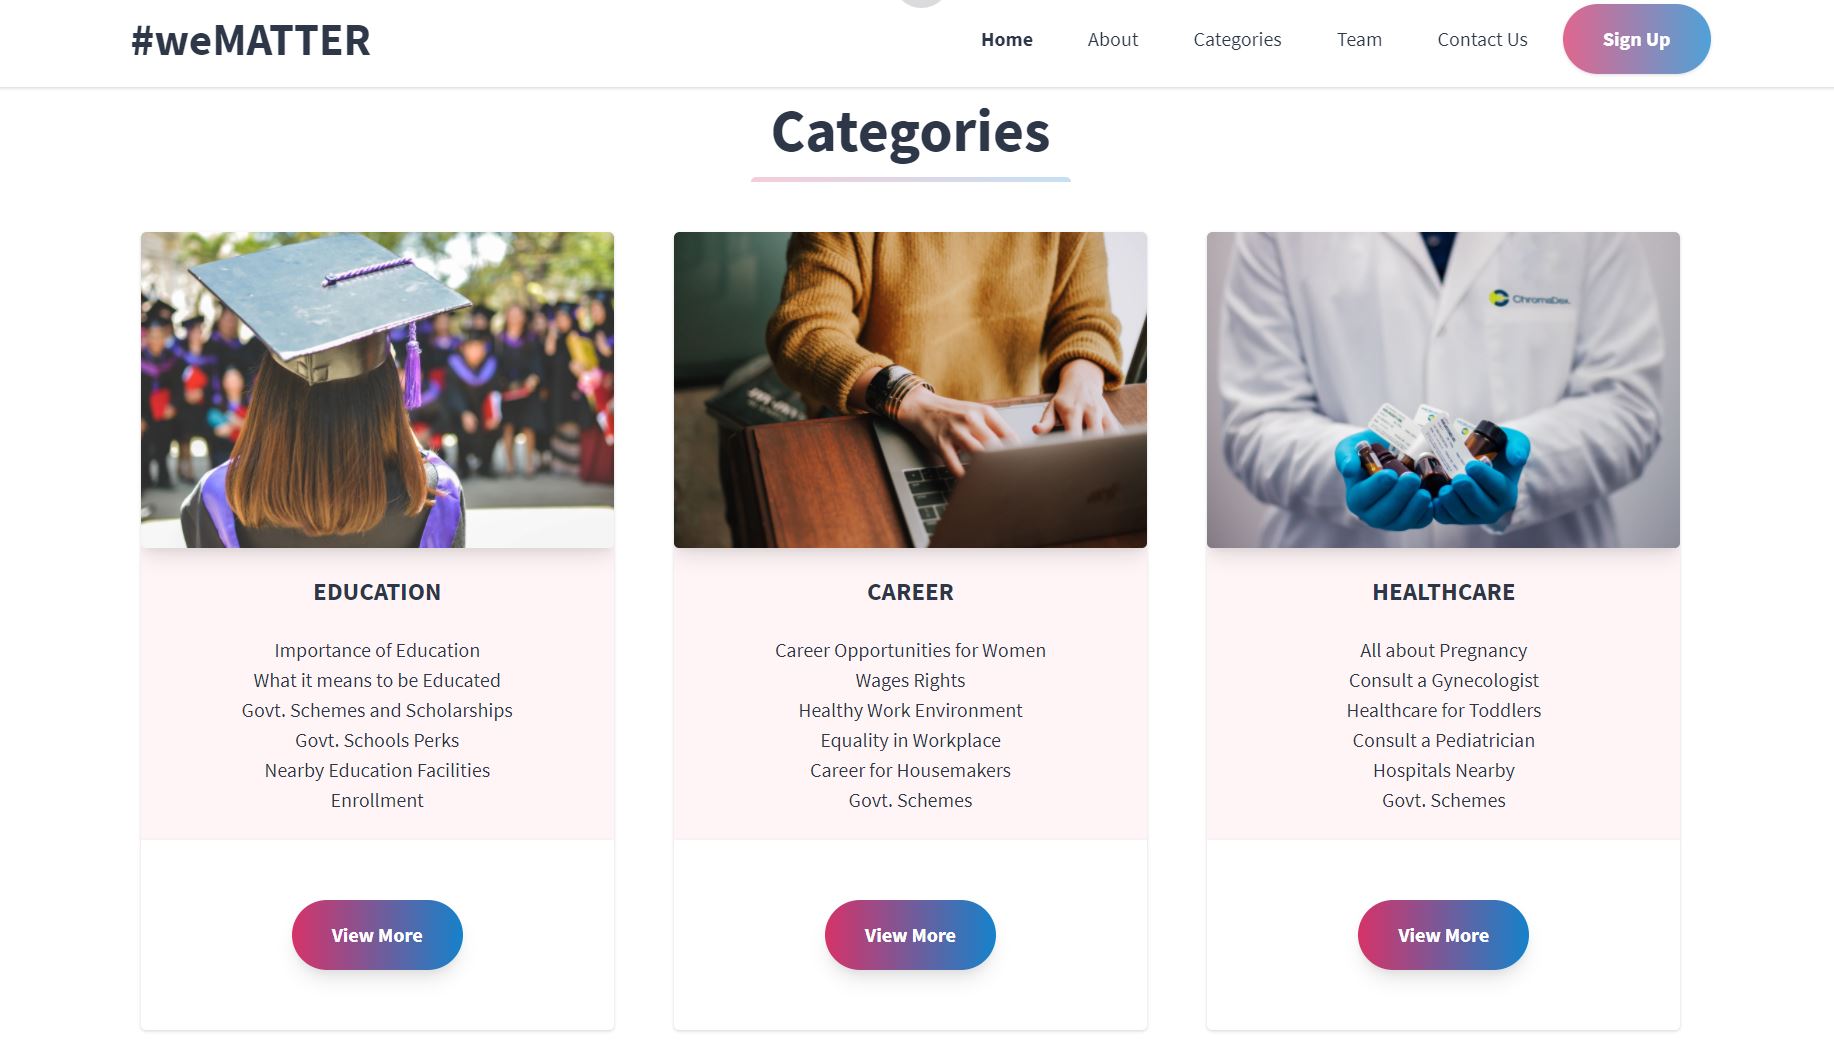 #weMATTER
Home About Categories Team Contact Us Sign Up
Categories
ChromaDex
EDUCATION
Importance of Education
What it means to be Educated
Govt. Schemes and Scholarships
Govt. Schools Perks
Nearby Education Facilities
Enrollment
View More
CAREER
Career Opportunities for Women
Wages Rights
Healthy Work Environment
Equality in Workplace
Career for Housemakers
Govt. Schemes
View More
HEALTHCARE
All about Pregnancy
Consult a Gynecologist
Healthcare for Toddlers
Consult a Pediatrician
Hospitals Nearby
Govt. Schemes
View More